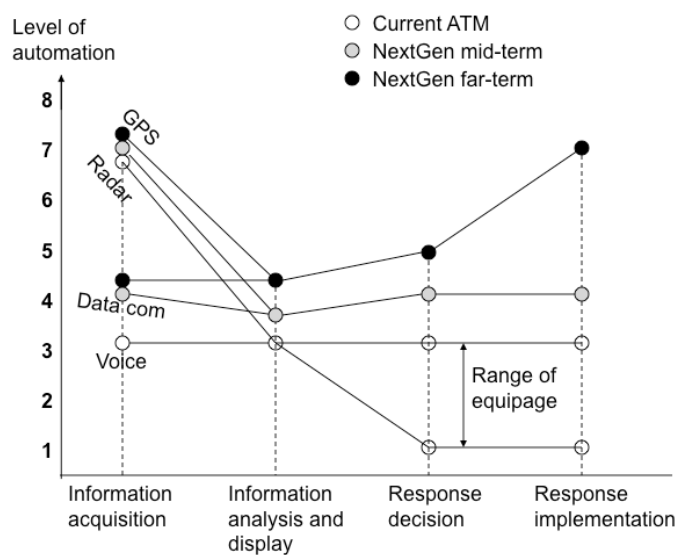 Level of
automation
Current ATM
NextGen mid-term
NextGen far-term
8
7
6
5
4
3
2
1
GPS
Radar
Data com
Voice
Range of
equipage
Information
acquisition
Information
analysis and
display
Response
decision
Response
implementation